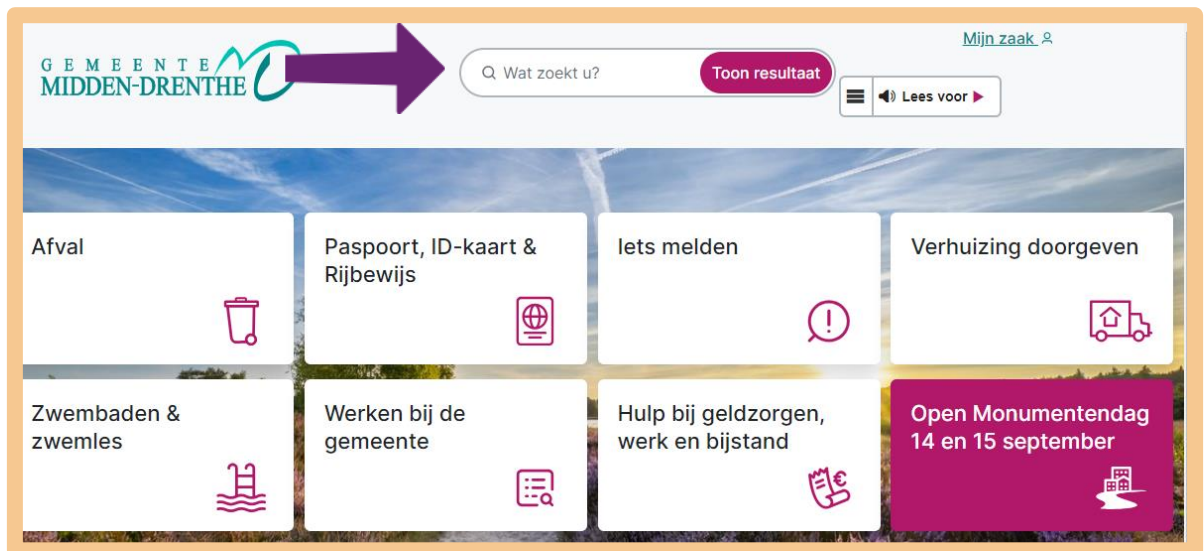 GEMEENTE
MIDDEN-DRENTHE
Wat zoekt u?
Toon resultaat
Mijn zaak
Lees voor
Afval
Paspoort, ID-kaart &
Rijbewijs
Iets melden
Verhuizing doorgeven
Zwembaden &
zwemles
Werken bij de
gemeente
Hulp bij geldzorgen,
werk en bijstand
Open Monumentendag
14 en 15 september